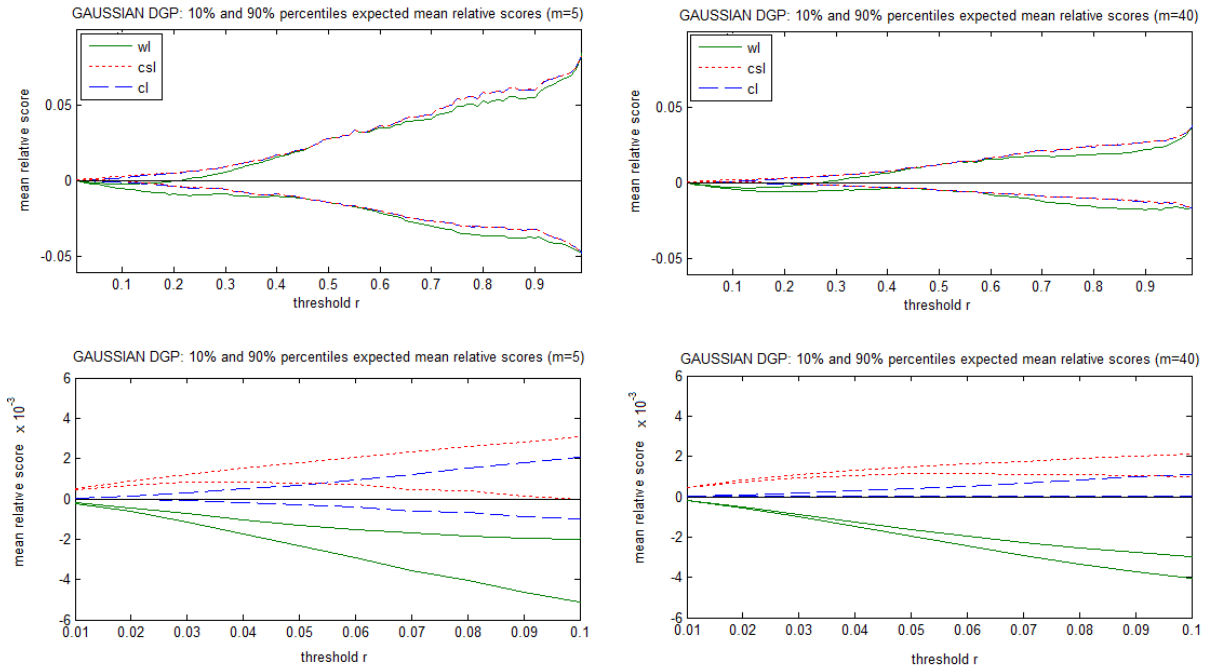 GAUSSIAN DGP: 10% and 90% percentiles expected mean relative scores (m=5)
wl
csl
cl
0.05
0
-0.05
mean relative score
0.1 0.2 0.3 0.4 0.5 0.6 0.7 0.8 0.9
threshold r
GAUSSIAN DGP: 10% and 90% percentiles expected mean relative scores (m=40)
wl
csl
cl
0.05
0
-0.05
mean relative score
0.1 0.2 0.3 0.4 0.5 0.6 0.7 0.8 0.9
threshold r
GAUSSIAN DGP: 10% and 90% percentiles expected mean relative scores (m=5)
6
4
2
0
-2
-4
-6
mean relative score x 10⁻³
0.01 0.02 0.03 0.04 0.05 0.06 0.07 0.08 0.09 0.1
threshold r
GAUSSIAN DGP: 10% and 90% percentiles expected mean relative scores (m=40)
6
4
2
0
-2
-4
-6
mean relative score x 10⁻³
0.01 0.02 0.03 0.04 0.05 0.06 0.07 0.08 0.09 0.1
threshold r